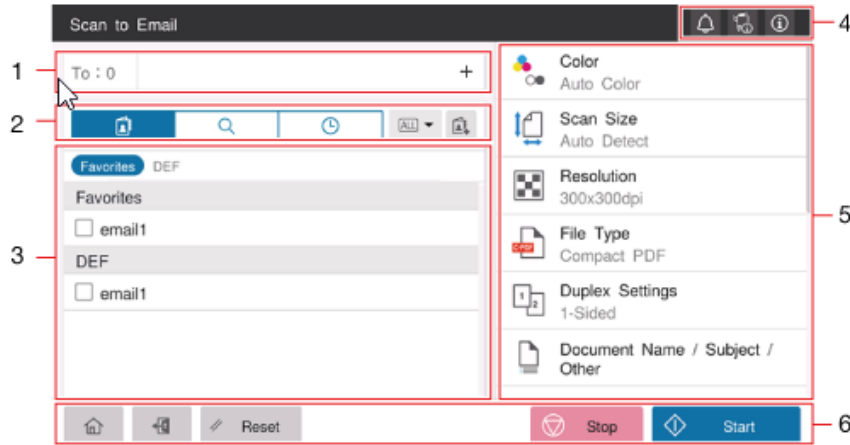 Scan to Email
4
1
To : 0
+
2
ALL
Favorites DEF
Favorites
email1
DEF
email1
3
Color
Auto Color
Scan Size
Auto Detect
Resolution
300x300dpi
File Type
C-PDF
Compact PDF
Duplex Settings
1 2
1-Sided
Document Name / Subject /
Other
5
Reset
Stop
Start
6